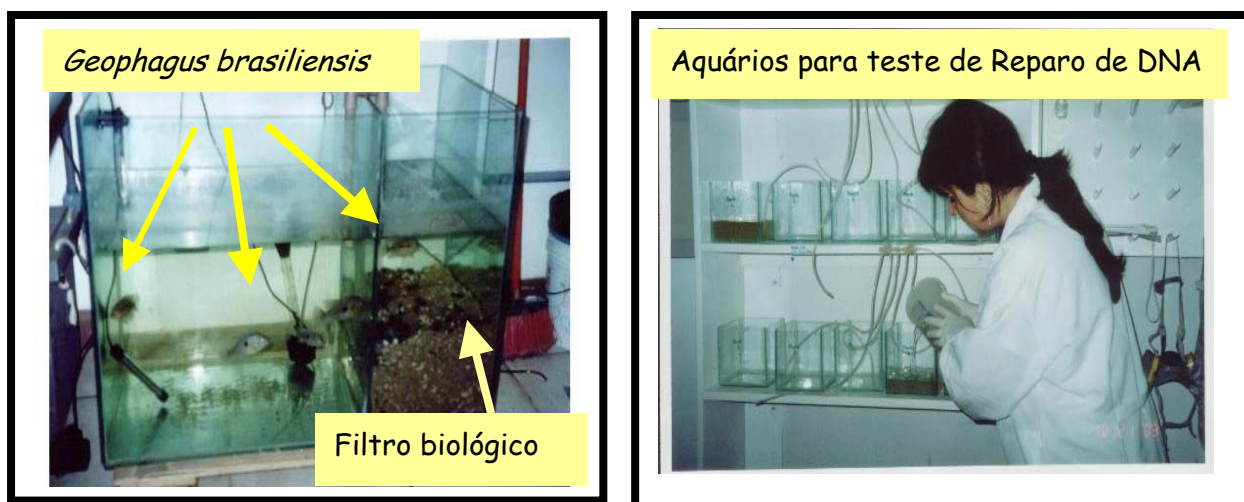 Geophagus brasiliensis
Filtro biológico
Aquários para teste de Reparo de DNA